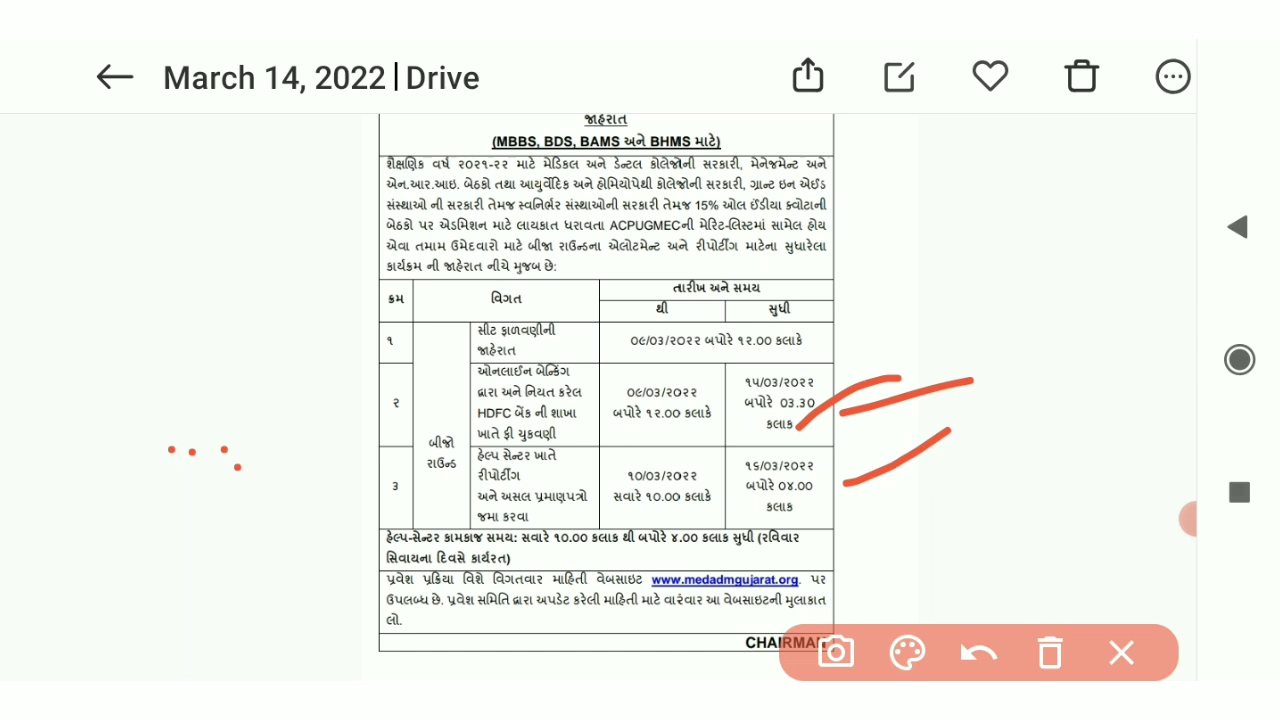 March 14, 2022 | Drive
જાહેરાત
(MBBS, BDS, BAMS અને BHMS માટે)
શૈક્ષણિક વર્ષ ૨૦૨૧-૨૨ માટે મેડિકલ અને ડેન્ટલ કોલેજોની સરકારી, મેનેજમેન્ટ અને
એન.આર.આઇ. બેઠકો તથા આયુર્વેદિક અને હોમિયોપેથી કોલેજોની સરકારી, ગ્રાન્ટ ઇન એઈડ
સંસ્થાઓ ની સરકારી તેમજ સ્વનિર્ભર સંસ્થાઓની સરકારી તેમજ 15% ઓલ ઈંડીયા ક્વોટાની
બેઠકો પર એડમિશન માટે લાયકાત ધરાવતા ACPUGMECની મેરિટ-લિસ્ટમાં સામેલ હોય
એવા તમામ ઉમેદવારો માટે બીજા રાઉન્ડના એલોટમેન્ટ અને રીપોર્ટીંગ માટેના સુધારેલા
કાર્યક્રમ ની જાહેરાત નીચે મુજબ છે:
ક્રમ
વિગત
તારીખ અને સમય
થી
સુધી
૧
સીટ ફાળવણીની
જાહેરાત
૦૯/૦૩/૨૦૨૨ બપોરે ૧૨.૦૦ કલાકે
૨
ઓનલાઈન બેન્કિંગ
દ્વારા અને નિયત કરેલ
HDFC બેંક ની શાખા
ખાતે ફી ચુકવણી
૦૯/૦૩/૨૦૨૨
બપોરે ૧૨.૦૦ કલાકે
૧૫/૦૩/૨૦૨૨
બપોરે 03.30
કલાક
બીજો
રાઉન્ડ
૩
હેલ્પ સેન્ટર ખાતે
રીપોર્ટીંગ
અને અસલ પ્રમાણપત્રો
જમા કરવા
૧૦/૦૩/૨૦૨૨
સવારે ૧૦.૦૦ કલાકે
૧૬/૦૩/૨૦૨૨
બપોરે ૦૪.૦૦
કલાક
હેલ્પ-સેન્ટર કામકાજ સમય: સવારે ૧૦.૦૦ કલાક થી બપોરે ૪.૦૦ કલાક સુધી (રવિવાર
સિવાયના દિવસે કાર્યરત)
પ્રવેશ પ્રક્રિયા વિશે વિગતવાર માહિતી વેબસાઇટ www.medadmgujarat.org. પર
ઉપલબ્ધ છે. પ્રવેશ સમિતિ દ્વારા અપડેટ કરેલી માહિતી માટે વારંવાર આ વેબસાઇટની મુલાકાત
લો.
CHAIRMAN